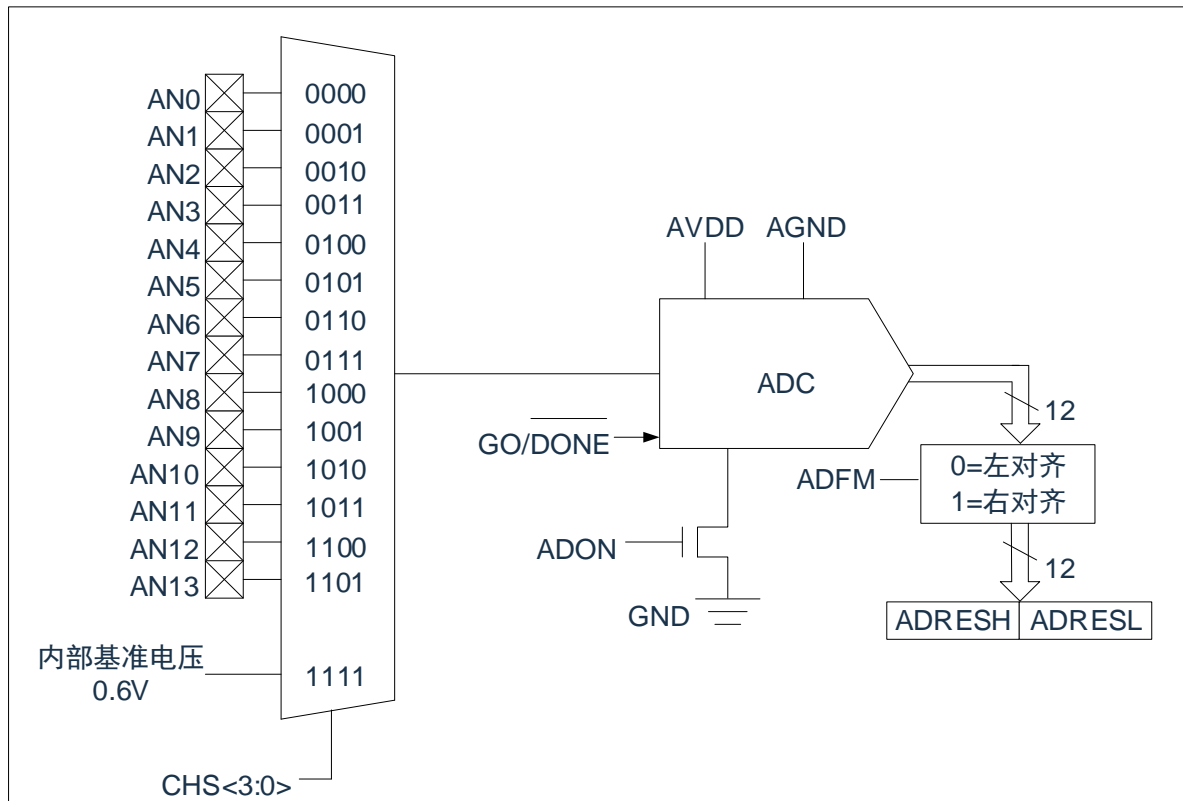 AN0 0000
AN1 0001
AN2 0010
AN3 0011
AN4 0100
AN5 0101
AN6 0110
AN7 0111
AN8 1000
AN9 1001
AN10 1010
AN11 1011
AN12 1100
AN13 1101
内部基准电压
0.6V
1111
CHS<3:0>
AVDD AGND
ADC
GO/DONE
ADON
GND
12
ADFM
0=左对齐
1=右对齐
12
ADRESH ADRESL